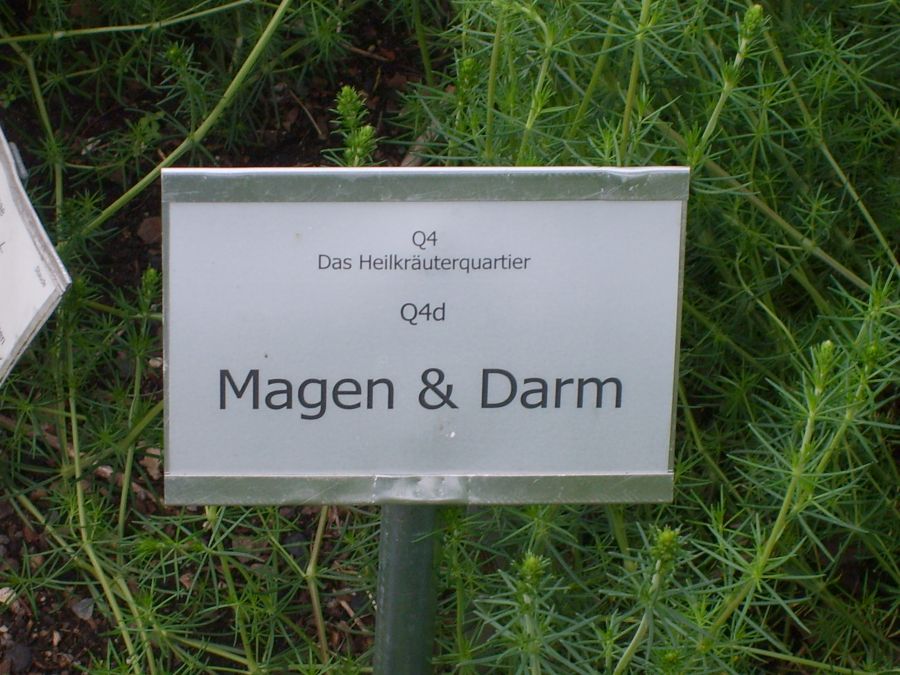 Q4
Das Heilkräuterquartier
Q4d
Magen & Darm